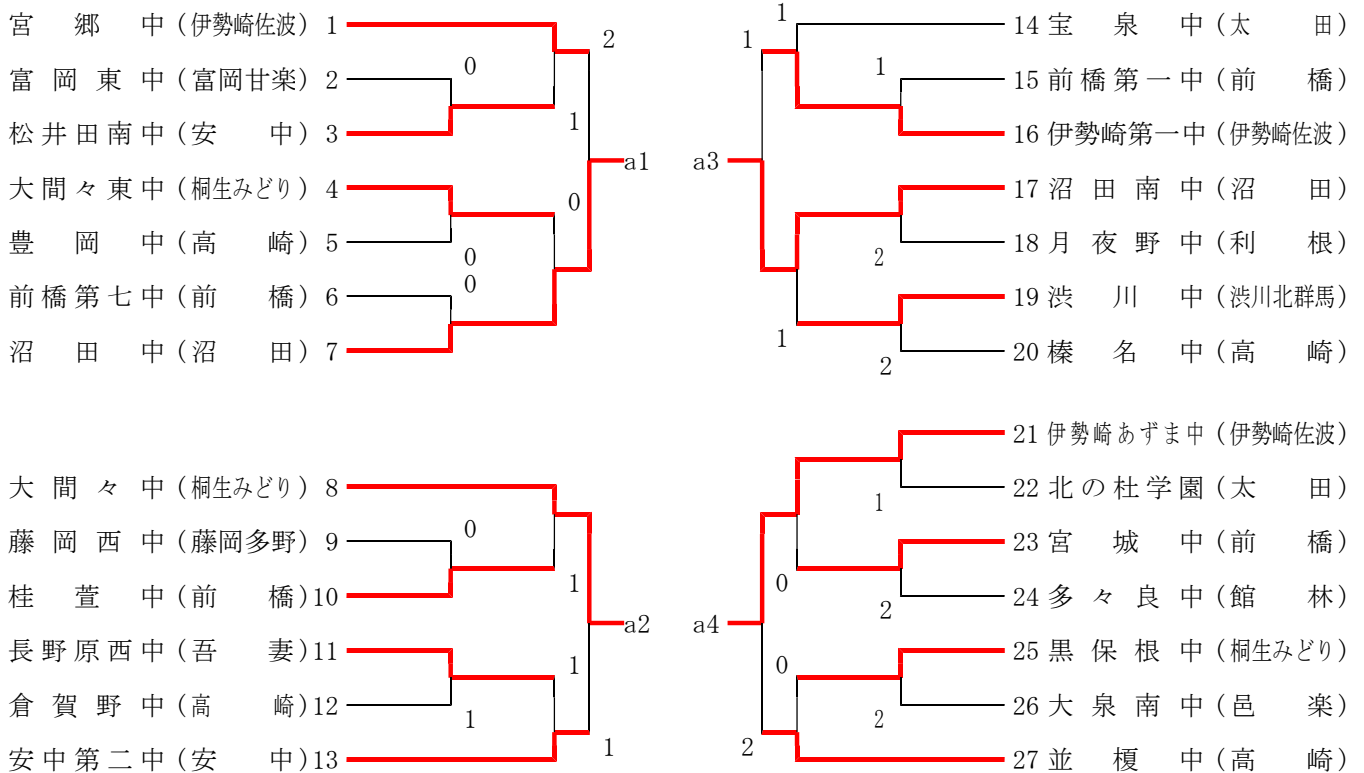 宮郷中(伊勢崎佐波) 1
富岡東中(富岡甘楽) 2
松井田南中(安中) 3
大間々東中(桐生みどり) 4
豊岡中(高崎) 5
前橋第七中(前橋) 6
沼田中(沼田) 7
0
2
1
0
0
0
a1
大間々中(桐生みどり) 8
藤岡西中(藤岡多野) 9
桂萱中(前橋)10
長野原西中(吾妻)11
倉賀野中(高崎)12
安中第二中(安中)13
0
1
1
1
1
a2
1
1
1
a3
2
1
2
14 宝泉中(太田)
15 前橋第一中(前橋)
16 伊勢崎第一中(伊勢崎佐波)
17 沼田南中(沼田)
18 月夜野中(利根)
19 渋川中(渋川北群馬)
20 榛名中(高崎)
1
0
2
a4
0
2
2
21 伊勢崎あずま中(伊勢崎佐波)
22 北の杜学園(太田)
23 宮城中(前橋)
24 多々良中(館林)
25 黒保根中(桐生みどり)
26 大泉南中(邑楽)
27 並榎中(高崎)